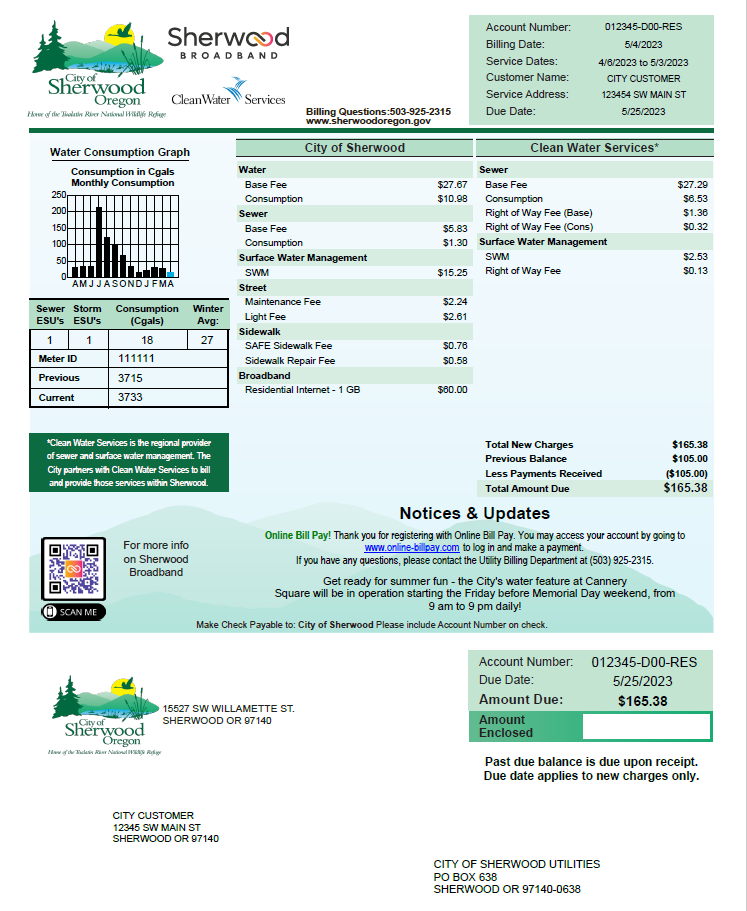 City of
Sherwood
Oregon
Home of the Tualatin River National Wildlife Refuge
Sherwood
BROADBAND
CleanWater Services
Billing Questions:503-925-2315
www.sherwoodoregon.gov
Account Number: 012345-D00-RES
Billing Date: 5/4/2023
Service Dates: 4/6/2023 to 5/3/2023
Customer Name: CITY CUSTOMER
Service Address: 123454 SW MAIN ST
Due Date: 5/25/2023
Water Consumption Graph
Consumption in Cgals
Monthly Consumption
250
200
150
100
50
0
A M J J A S O N D J F M A
Sewer ESU's Storm ESU's Consumption (Cgals) Winter Avg:
1 1 18 27
Meter ID 111111
Previous 3715
Current 3733
*Clean Water Services is the regional provider
of sewer and surface water management. The
City partners with Clean Water Services to bill
and provide those services within Sherwood.
City of Sherwood
Water
Base Fee $27.67
Consumption $10.98
Sewer
Base Fee $5.83
Consumption $1.30
Surface Water Management
SWM $15.25
Street
Maintenance Fee $2.24
Light Fee $2.61
Sidewalk
SAFE Sidewalk Fee $0.76
Sidewalk Repair Fee $0.58
Broadband
Residential Internet - 1 GB $60.00
Clean Water Services*
Sewer
Base Fee $27.29
Consumption $6.53
Right of Way Fee (Base) $1.36
Right of Way Fee (Cons) $0.32
Surface Water Management
SWM $2.53
Right of Way Fee $0.13
Total New Charges $165.38
Previous Balance $105.00
Less Payments Received ($105.00)
Total Amount Due $165.38
Notices & Updates
Online Bill Pay! Thank you for registering with Online Bill Pay. You may access your account by going to
www.online-billpay.com to log in and make a payment.
If you have any questions, please contact the Utility Billing Department at (503) 925-2315.
Get ready for summer fun - the City's water feature at Cannery
Square will be in operation starting the Friday before Memorial Day weekend, from
9 am to 9 pm daily!
For more info
on Sherwood
Broadband
SCAN ME
Make Check Payable to: City of Sherwood Please include Account Number on check.
City of
Sherwood
Oregon
Home of the Tualatin River National Wildlife Refuge
15527 SW WILLAMETTE ST.
SHERWOOD OR 97140
Account Number: 012345-D00-RES
Due Date: 5/25/2023
Amount Due: $165.38
Amount
Enclosed
Past due balance is due upon receipt.
Due date applies to new charges only.
CITY CUSTOMER
12345 SW MAIN ST
SHERWOOD OR 97140
CITY OF SHERWOOD UTILITIES
PO BOX 638
SHERWOOD OR 97140-0638